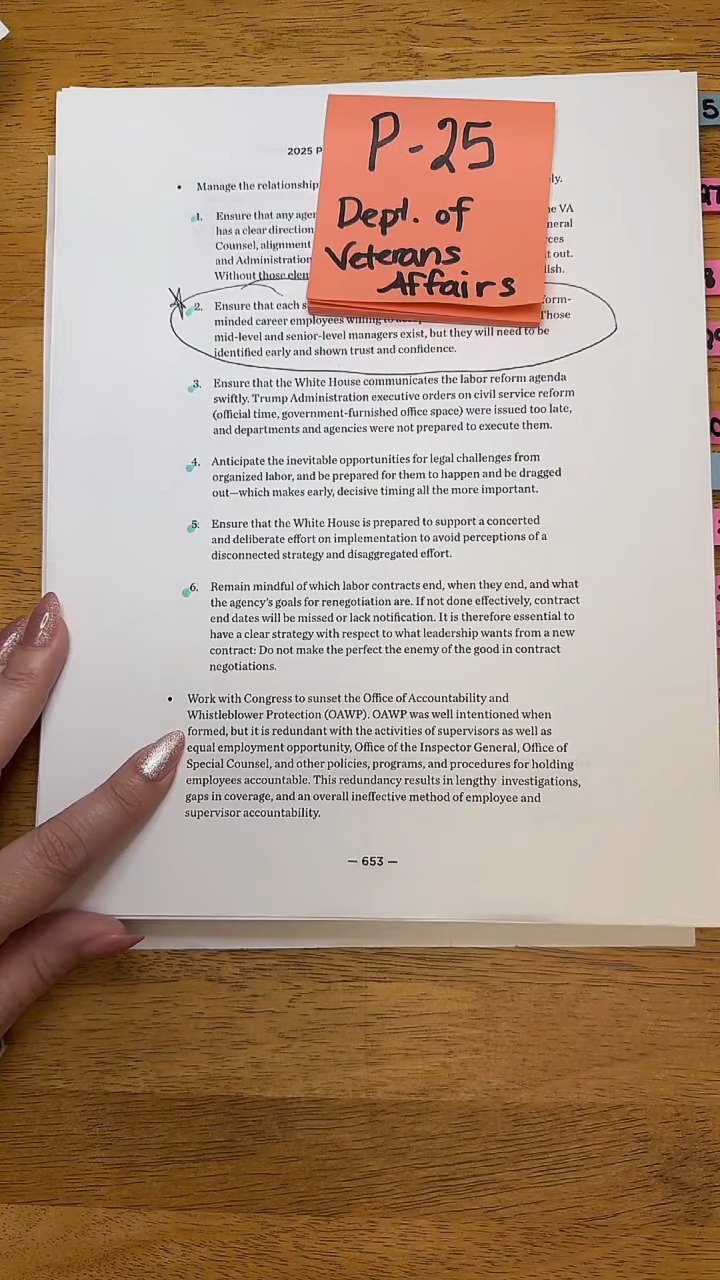 2025 P
P-25
Dept. of
Veterans
Affairs
• Manage the relationship
ly.
1. Ensure that any agen
VA
has a clear direction
neral
Counsel, alignment
ces
and Administration
t out.
Without those elem
lish.
2. Ensure that each s
form-
minded career employees willing to
Those
mid-level and senior-level managers exist, but they will need to be
identified early and shown trust and confidence.
3. Ensure that the White House communicates the labor reform agenda
swiftly. Trump Administration executive orders on civil service reform
(official time, government-furnished office space) were issued too late,
and departments and agencies were not prepared to execute them.
4. Anticipate the inevitable opportunities for legal challenges from
organized labor, and be prepared for them to happen and be dragged
out—which makes early, decisive timing all the more important.
5. Ensure that the White House is prepared to support a concerted
and deliberate effort on implementation to avoid perceptions of a
disconnected strategy and disaggregated effort.
6. Remain mindful of which labor contracts end, when they end, and what
the agency's goals for renegotiation are. If not done effectively, contract
end dates will be missed or lack notification. It is therefore essential to
have a clear strategy with respect to what leadership wants from a new
contract: Do not make the perfect the enemy of the good in contract
negotiations.
• Work with Congress to sunset the Office of Accountability and
Whistleblower Protection (OAWP). OAWP was well intentioned when
formed, but it is redundant with the activities of supervisors as well as
equal employment opportunity, Office of the Inspector General, Office of
Special Counsel, and other policies, programs, and procedures for holding
employees accountable. This redundancy results in lengthy investigations,
gaps in coverage, and an overall ineffective method of employee and
supervisor accountability.
— 653 —
5